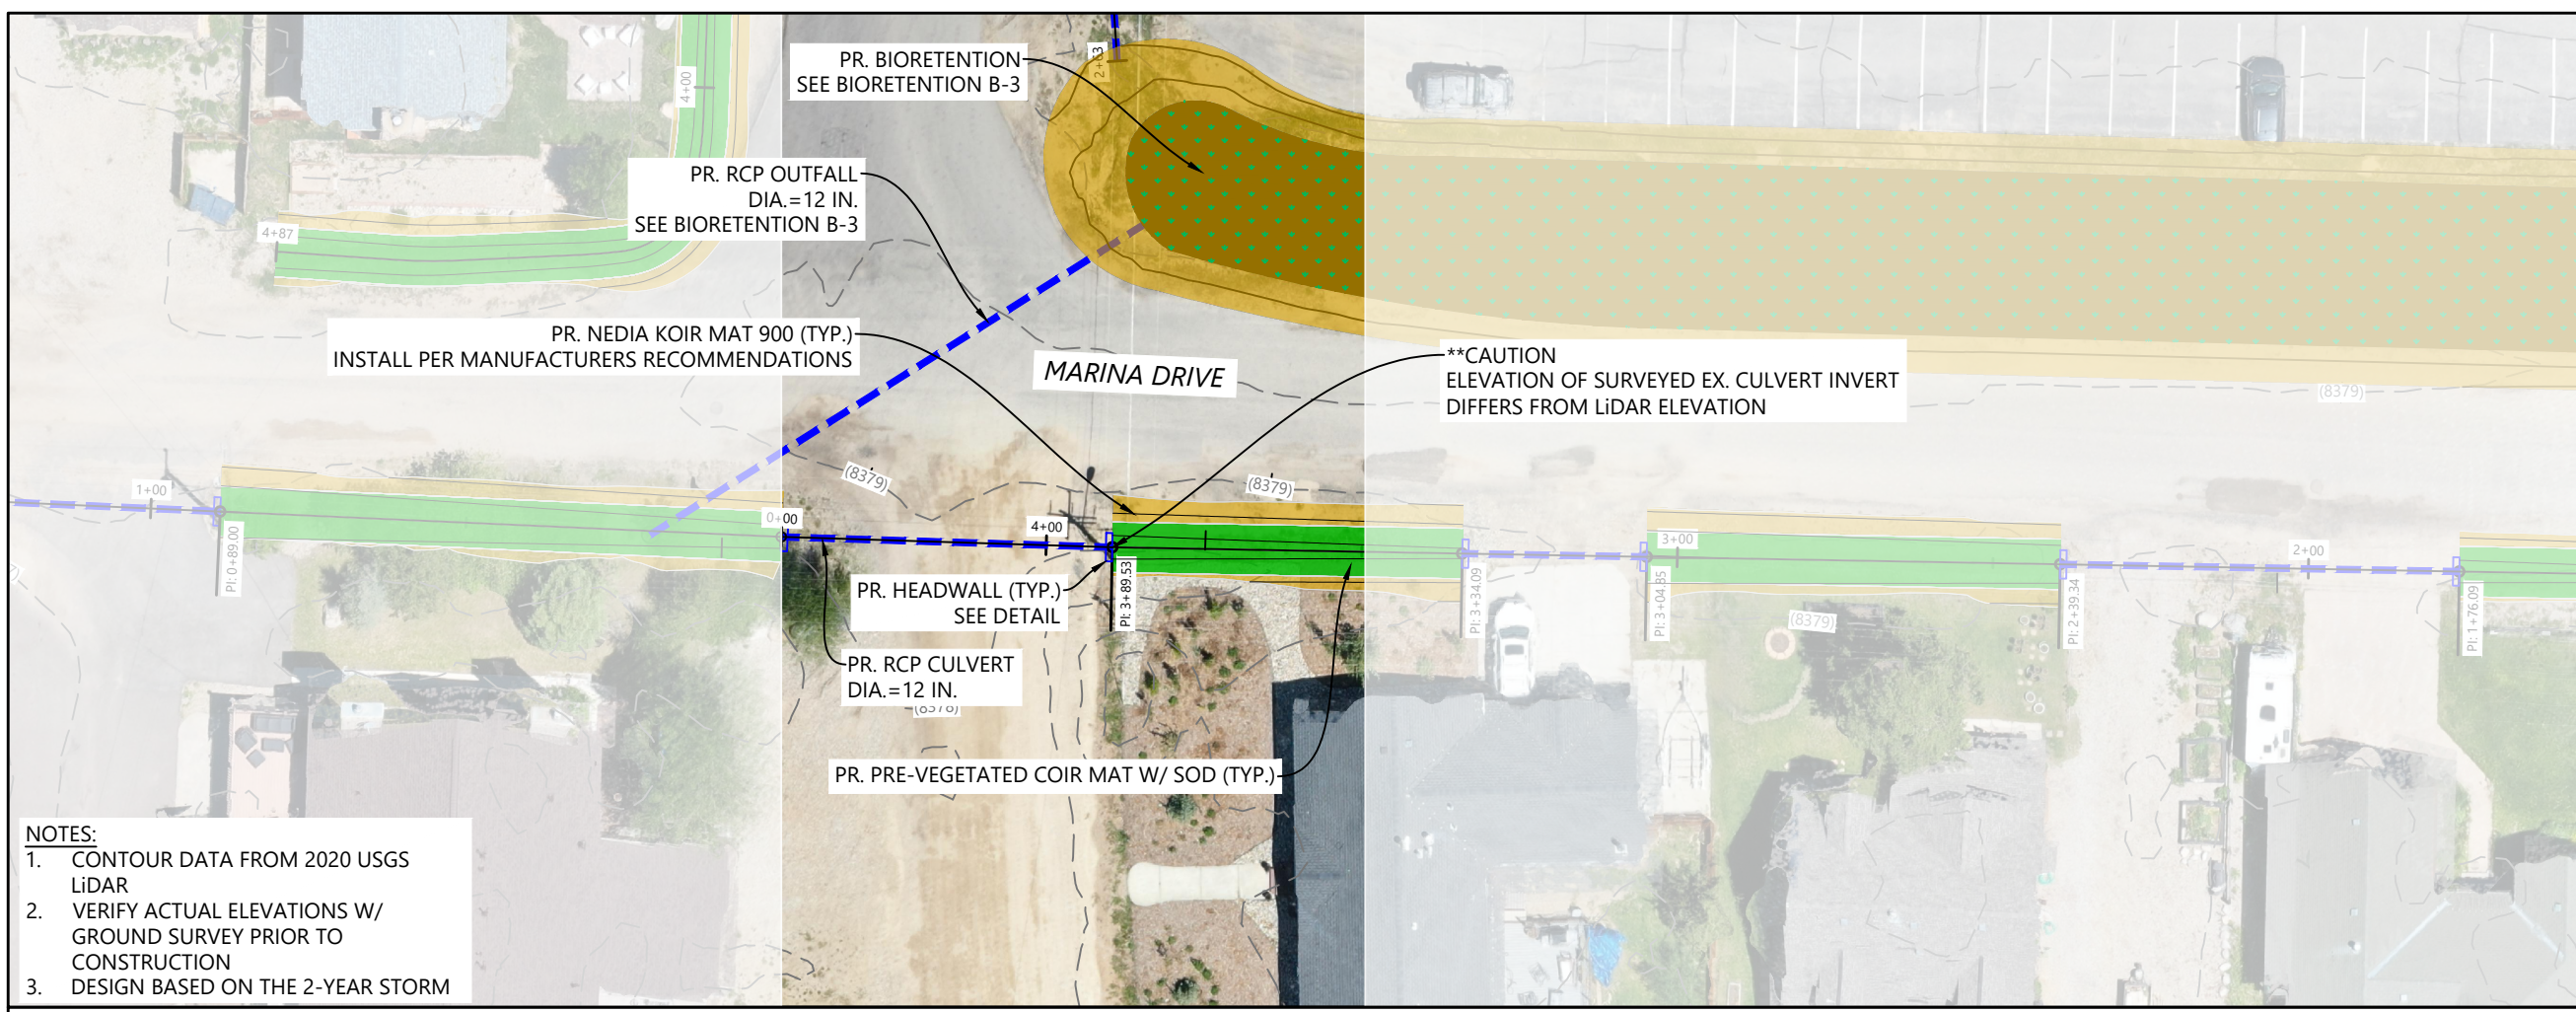 PR. BIORETENTION
SEE BIORETENTION B-3
2+63
4+00
PR. RCP OUTFALL
DIA.=12 IN.
SEE BIORETENTION B-3
4+87
PR. NEDIA KOIR MAT 900 (TYP.)
INSTALL PER MANUFACTURERS RECOMMENDATIONS
MARINA DRIVE
**CAUTION
ELEVATION OF SURVEYED EX. CULVERT INVERT
DIFFERS FROM LiDAR ELEVATION
(8379)
(8379)
(8379)
1+00
0+00
4+00
3+00
2+00
PI: 0+89.00
PI: 3+89.53
PI: 3+34.09
PI: 3+04.85
PI: 2+39.34
PI: 1+76.09
(8379)
PR. HEADWALL (TYP.)
SEE DETAIL
PR. RCP CULVERT
DIA.=12 IN.
(8378)
PR. PRE-VEGETATED COIR MAT W/ SOD (TYP.)
NOTES:
1. CONTOUR DATA FROM 2020 USGS
LiDAR
2. VERIFY ACTUAL ELEVATIONS W/
GROUND SURVEY PRIOR TO
CONSTRUCTION
3. DESIGN BASED ON THE 2-YEAR STORM